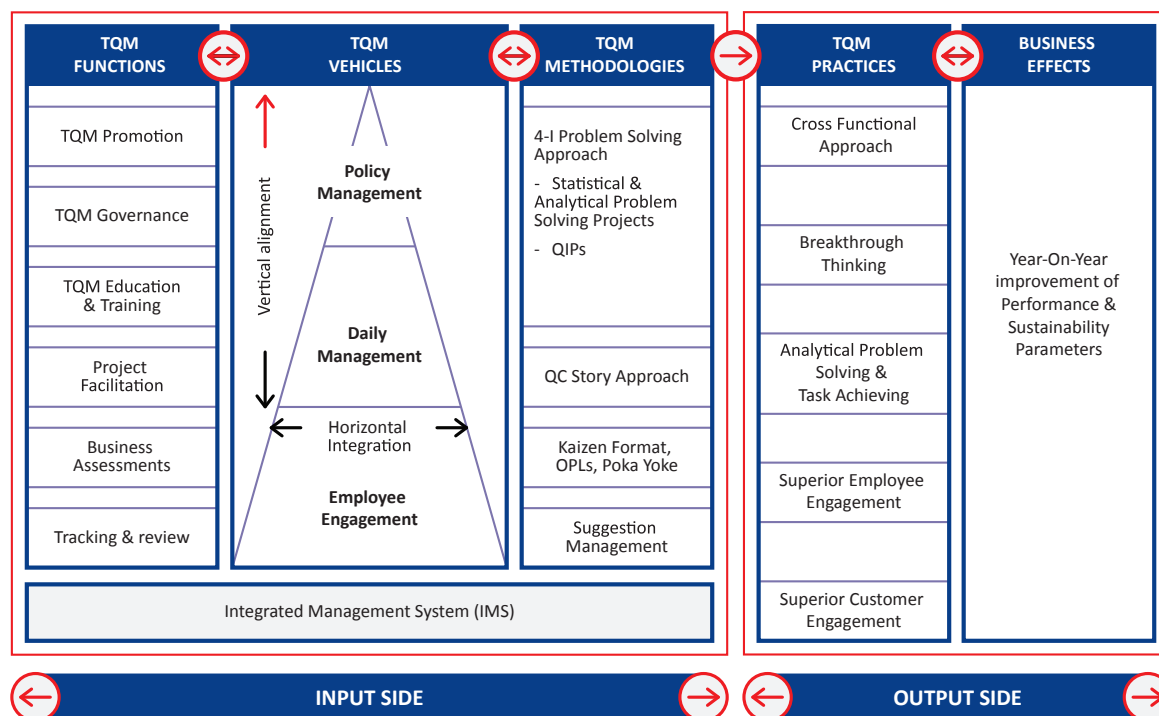 TQM
FUNCTIONS
TQM Promotion
TQM Governance
TQM Education
& Training
Project
Facilitation
Business
Assessments
Tracking & review
TQM
VEHICLES
Vertical alignment
Policy
Management
Daily
Management
Horizontal
Integration
Employee
Engagement
TQM
METHODOLOGIES
4-I Problem Solving
Approach
- Statistical &
Analytical Problem
Solving Projects
- QIPs
QC Story Approach
Kaizen Format,
OPLs, Poka Yoke
Suggestion
Management
Integrated Management System (IMS)
TQM
PRACTICES
Cross Functional
Approach
Breakthrough
Thinking
Analytical Problem
Solving &
Task Achieving
Superior Employee
Engagement
Superior Customer
Engagement
BUSINESS
EFFECTS
Year-On-Year
improvement of
Performance &
Sustainability
Parameters
INPUT SIDE
OUTPUT SIDE